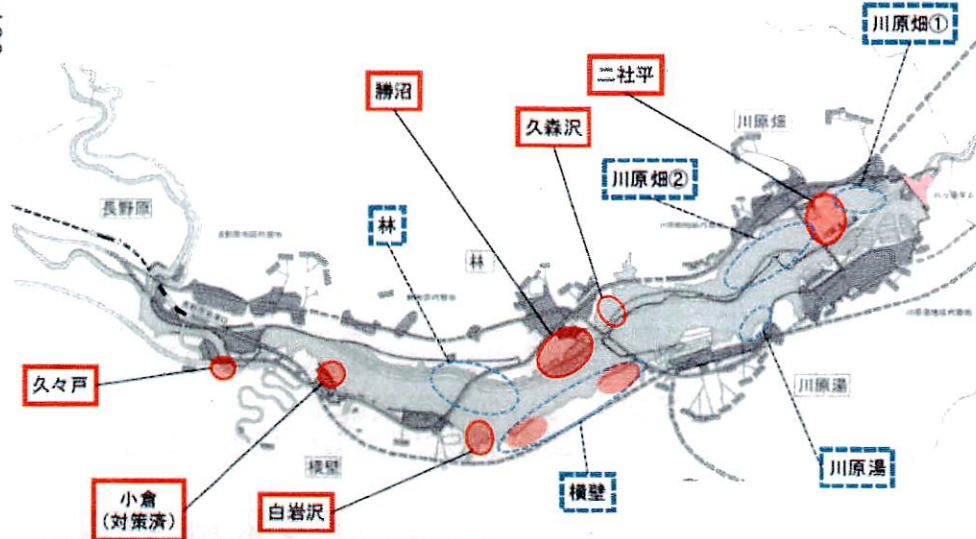 川原畑①
二社平
勝沼
久森沢
川原畑
川原畑②
長野原
林
林
久々戸
川原湯
横壁
小倉
(対策済)
白岩沢
横壁
川原湯